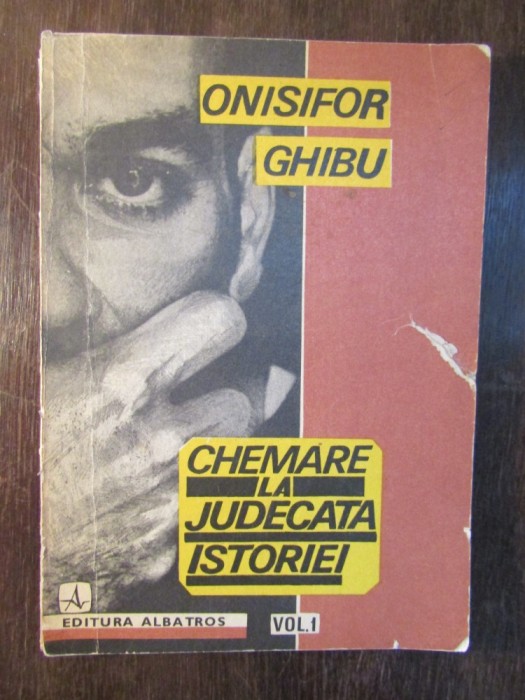 ONISIFOR
GHIBU
CHEMARE
LA
JUDECATA
ISTORIEI
EDITURA ALBATROS
VOL.1